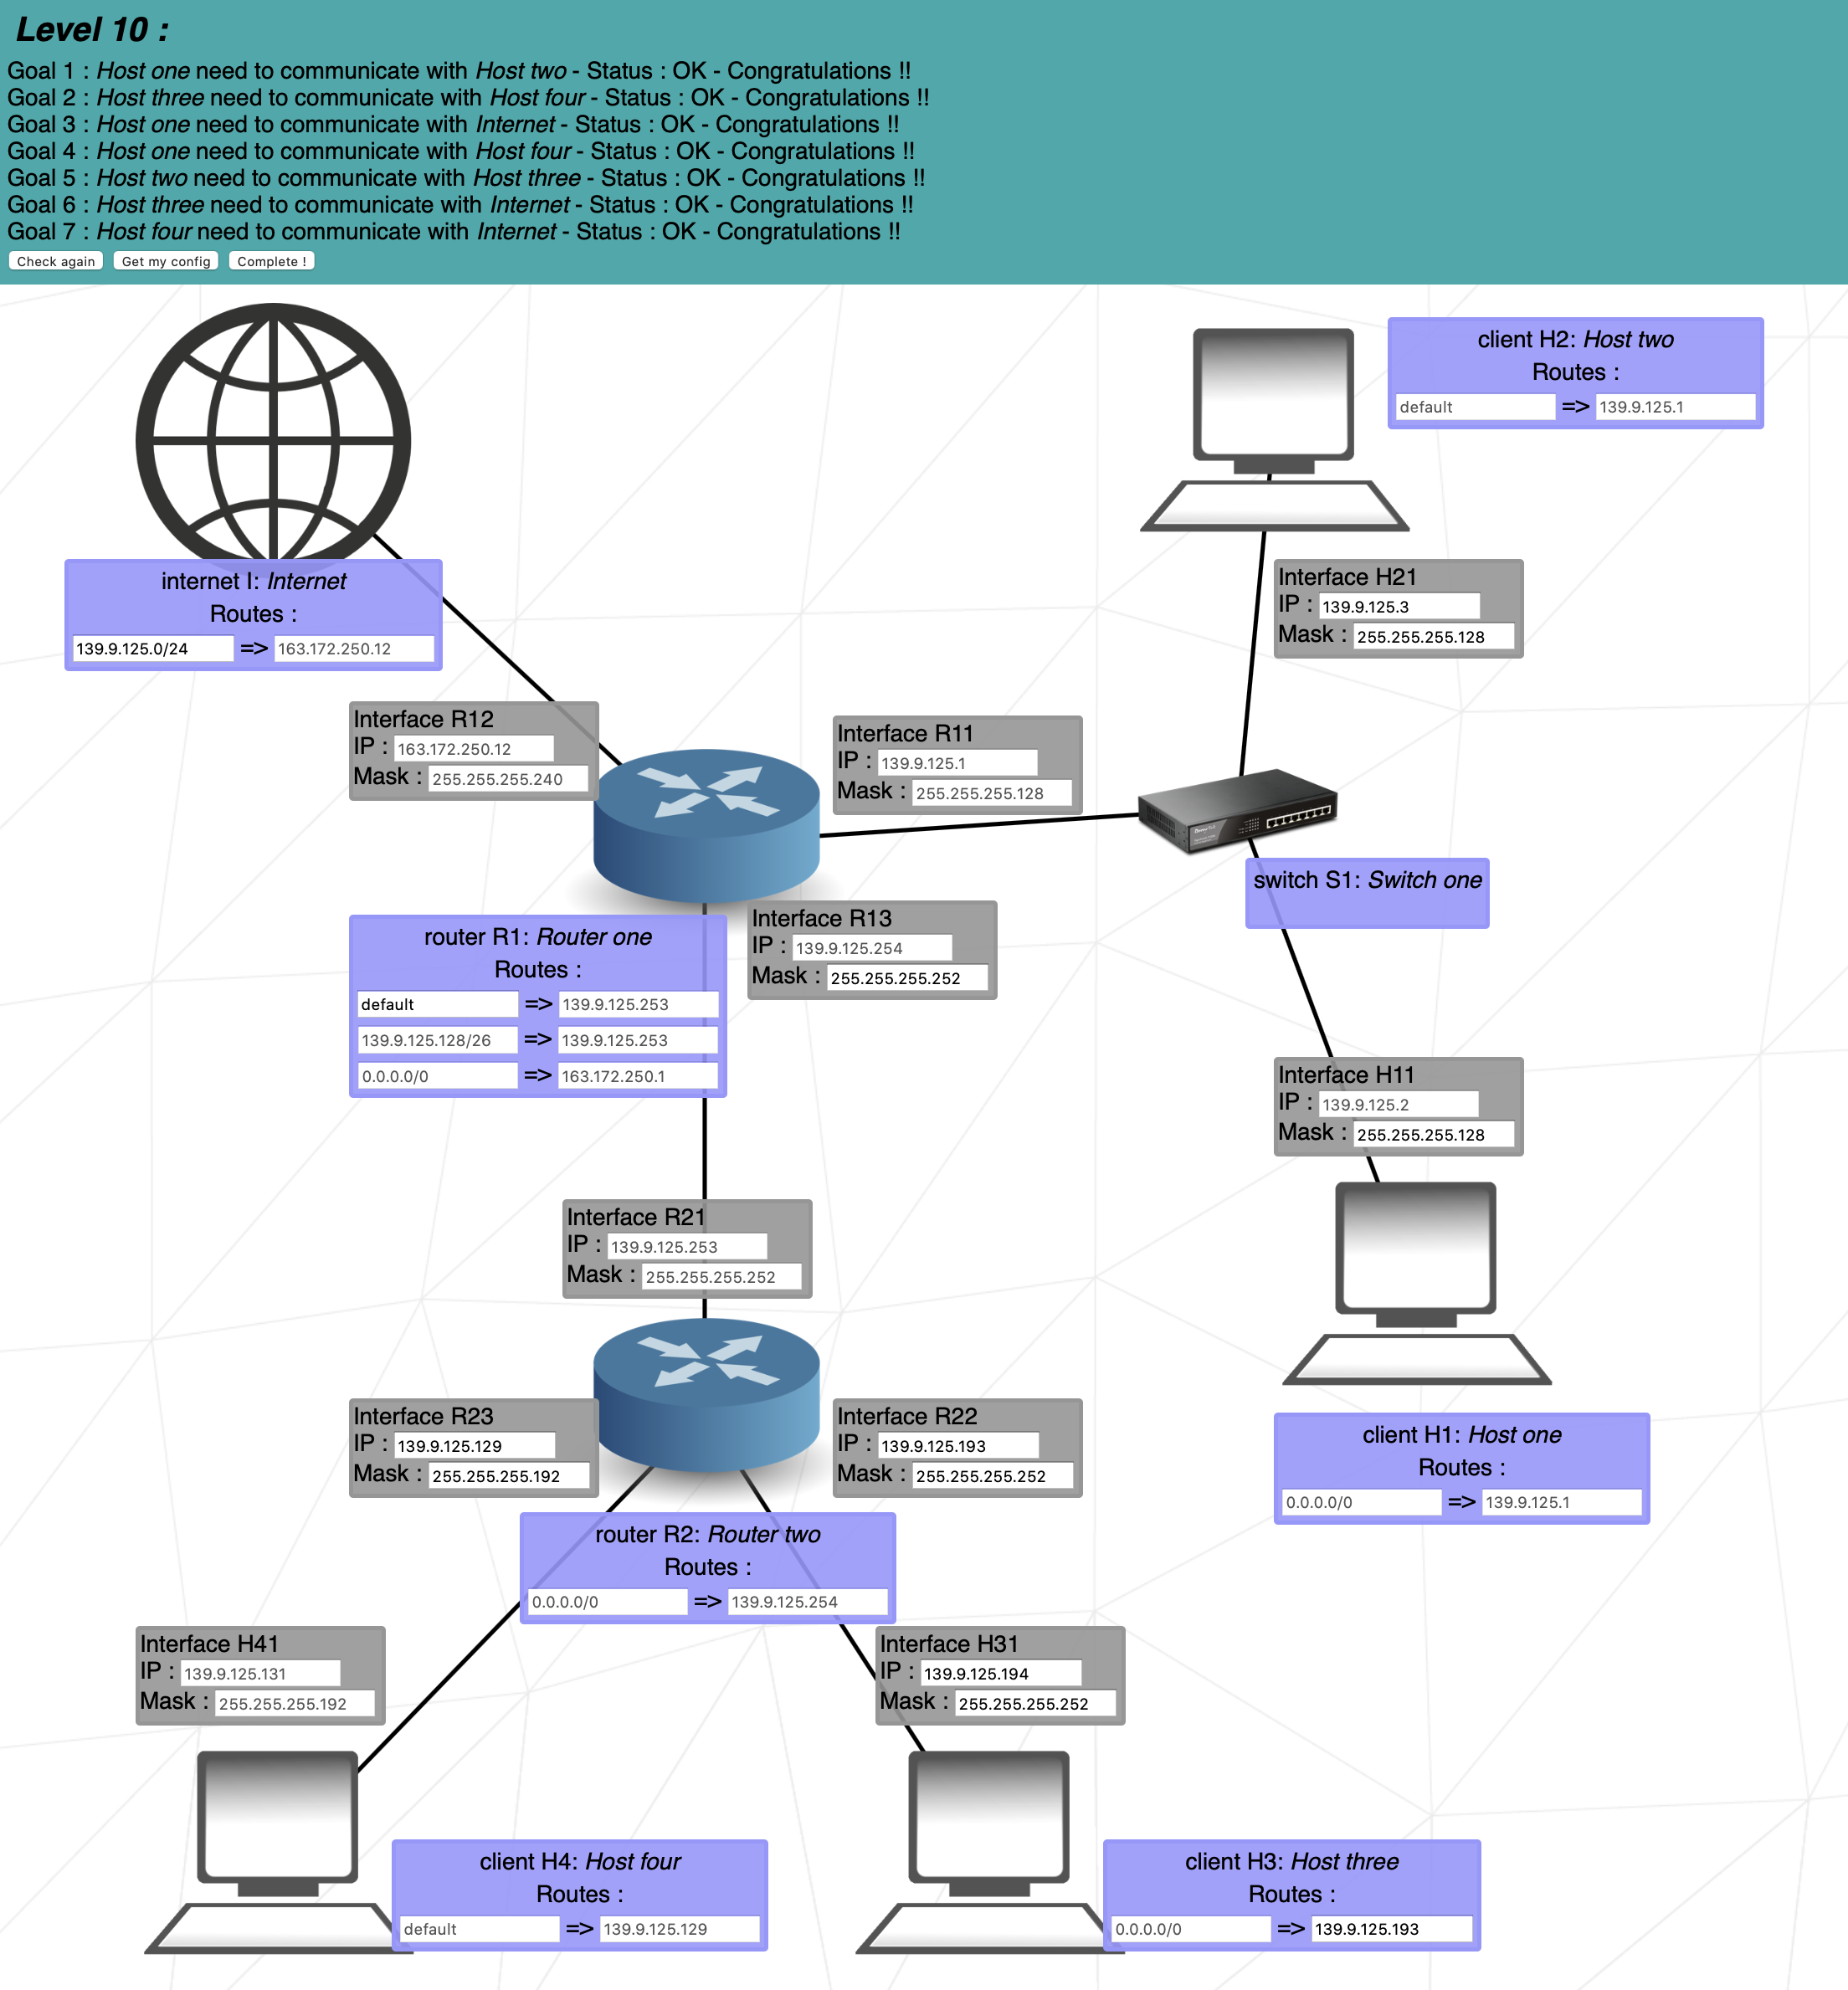 Level 10 :
Goal 1 : Host one need to communicate with Host two - Status : OK - Congratulations !!
Goal 2 : Host three need to communicate with Host four - Status : OK - Congratulations !!
Goal 3 : Host one need to communicate with Internet - Status : OK - Congratulations !!
Goal 4 : Host one need to communicate with Host four - Status : OK - Congratulations !!
Goal 5 : Host two need to communicate with Host three - Status : OK - Congratulations !!
Goal 6 : Host three need to communicate with Internet - Status : OK - Congratulations !!
Goal 7 : Host four need to communicate with Internet - Status : OK - Congratulations !!
Check again Get my config Complete !
client H2: Host two
Routes :
default => 139.9.125.1
internet I: Internet
Routes :
139.9.125.0/24 => 163.172.250.12
Interface H21
IP : 139.9.125.3
Mask : 255.255.255.128
Interface R12
IP : 163.172.250.12
Mask : 255.255.255.240
Interface R11
IP : 139.9.125.1
Mask : 255.255.255.128
switch S1: Switch one
Interface R13
IP : 139.9.125.254
Mask : 255.255.255.252
router R1: Router one
Routes :
default => 139.9.125.253
139.9.125.128/26 => 139.9.125.253
0.0.0.0/0 => 163.172.250.1
Interface H11
IP : 139.9.125.2
Mask : 255.255.255.128
Interface R21
IP : 139.9.125.253
Mask : 255.255.255.252
Interface R23
IP : 139.9.125.129
Mask : 255.255.255.192
Interface R22
IP : 139.9.125.193
Mask : 255.255.255.252
client H1: Host one
Routes :
0.0.0.0/0 => 139.9.125.1
router R2: Router two
Routes :
0.0.0.0/0 => 139.9.125.254
Interface H41
IP : 139.9.125.131
Mask : 255.255.255.192
Interface H31
IP : 139.9.125.194
Mask : 255.255.255.252
client H4: Host four
Routes :
default => 139.9.125.129
client H3: Host three
Routes :
0.0.0.0/0 => 139.9.125.193